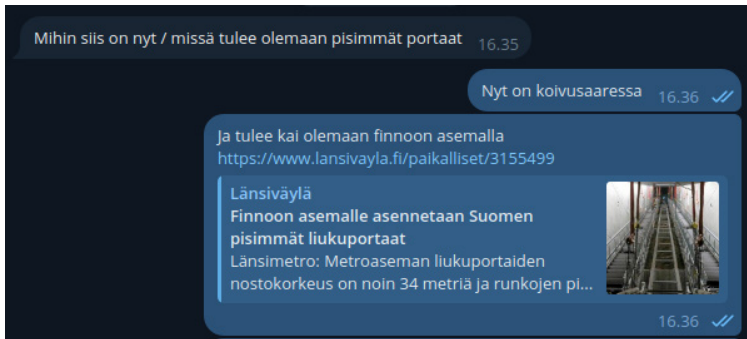 Mihin siis on nyt / missä tulee olemaan pisimmät portaat 16.35
Nyt on koivusaaressa 16.36
Ja tulee kai olemaan finnoon asemalla
https://www.lansivayla.fi/paikalliset/3155499
Länsiväylä
Finnoon asemalle asennetaan Suomen
pisimmät liukuportaat
Länsimetro: Metroaseman liukuportaiden
nostokorkeus on noin 34 metriä ja runkojen pi...
16.36